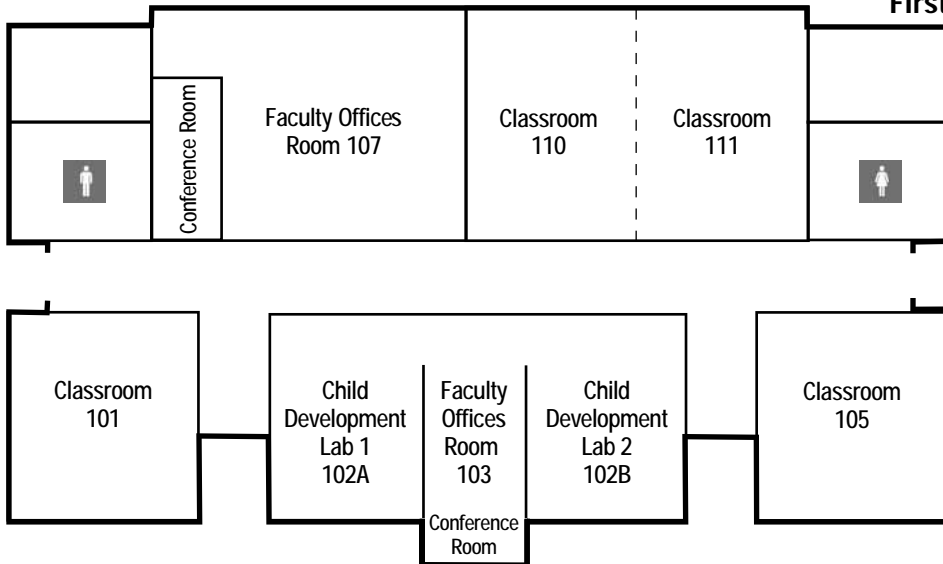 First
Conference Room
Faculty Offices
Room 107
Classroom
110
Classroom
111
Classroom
101
Child
Development
Lab 1
102A
Faculty
Offices
Room
103
Child
Development
Lab 2
102B
Classroom
105
Conference
Room